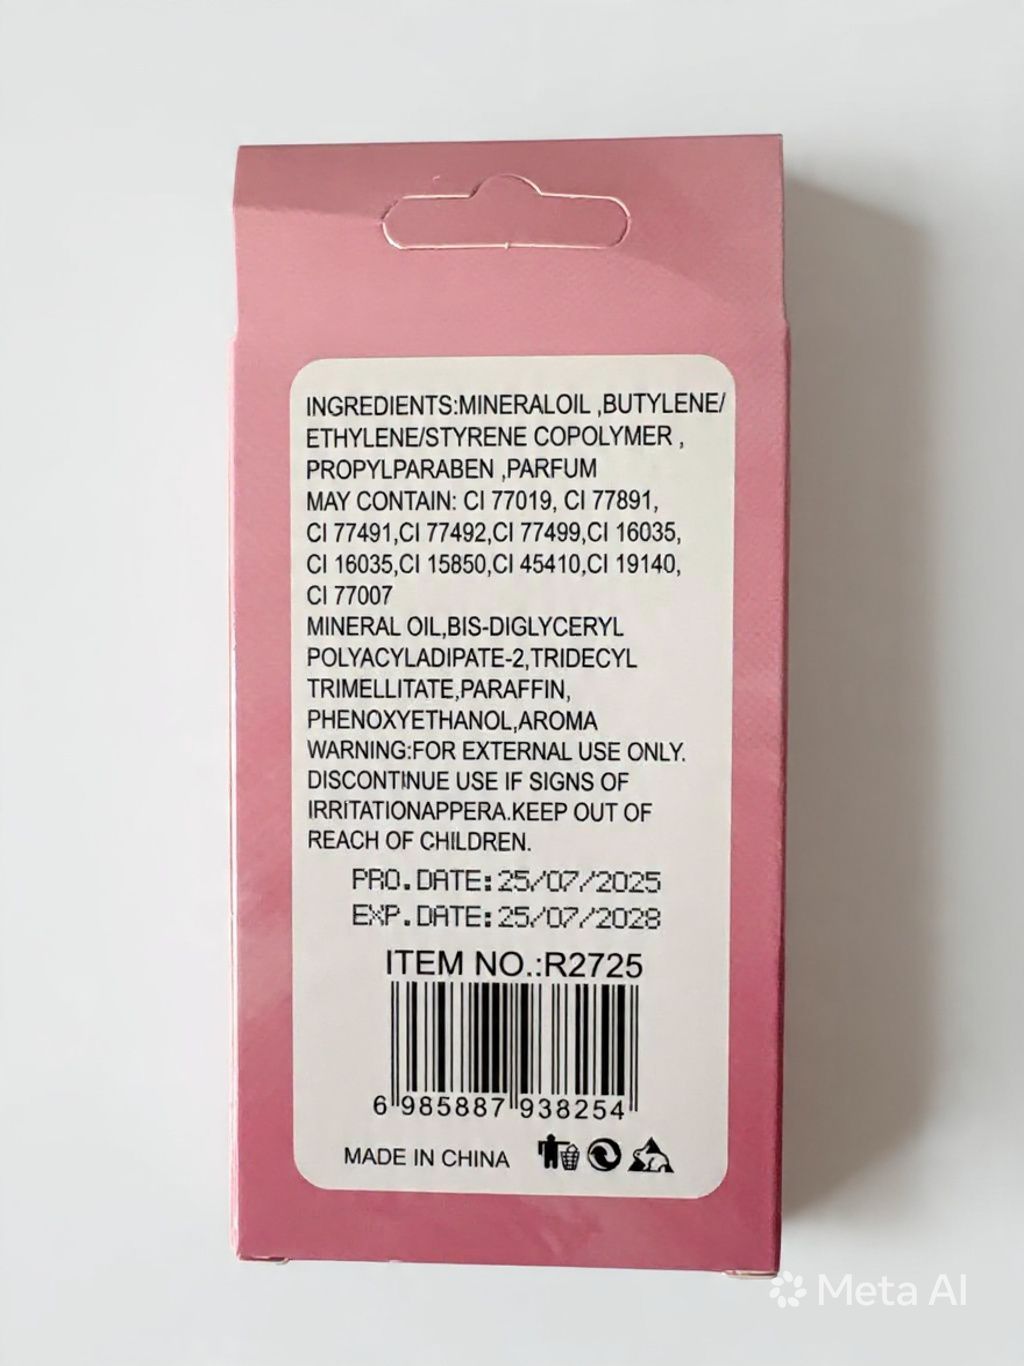 INGREDIENTS:MINERALOIL ,BUTYLENE/
ETHYLENE/STYRENE COPOLYMER ,
PROPYLPARABEN ,PARFUM
MAY CONTAIN: CI 77019, CI 77891,
CI 77491,CI 77492,CI 77499,CI 16035,
CI 16035,CI 15850,CI 45410,CI 19140,
CI 77007
MINERAL OIL,BIS-DIGLYCERYL
POLYACYLADIPATE-2,TRIDECYL
TRIMELLITATE,PARAFFIN,
PHENOXYETHANOL,AROMA
WARNING:FOR EXTERNAL USE ONLY.
DISCONTINUE USE IF SIGNS OF
IRRITATIONAPPERA.KEEP OUT OF
REACH OF CHILDREN.
PRO.DATE:25/07/2025
EXP.DATE:25/07/2028
ITEM NO.:R2725
6 985887 938254
MADE IN CHINA
Meta AI